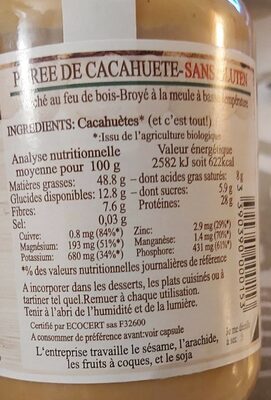 PUREE DE CACAHUETE-SANS GLUTEN
ché au feu de bois-Broyé à la meule à basse température
INGRÉDIENTS: Cacahuètes* (et c'est tout!)
*:Issu de l'agriculture biologique
Analyse nutritionnelle Valeur énergétique
moyenne pour 100 g 2582 kJ soit 622kcal
Matières grasses: 48.8 g – dont acides gras saturés: 8g
Glucides disponibles: 12.8 g – dont sucres: 5,9 g
Fibres: 7.6 g Protéines: 28 g
Sel: 0,03 g
Cuivre: 0.8 mg (84%*) Zinc: 2.9 mg (29%*)
Magnésium: 193 mg (51%*) Manganèse: 1.4 mg (70%*)
Potassium: 680 mg (34%*) Phosphore: 431 mg (61%*)
*% des valeurs nutritionnelles journalières de référence
A incorporer dans les desserts, les plats cuisinés ou à
tartiner tel quel.Remuer à chaque utilisation.
Tenir à l'abri de l'humidité et de la lumière.
Certifié par ECOCERT sas F32600
A consommer de préférence avant:voir capsule
L'entreprise travaille le sésame, l'arachide,
les fruits à coques, et le soja